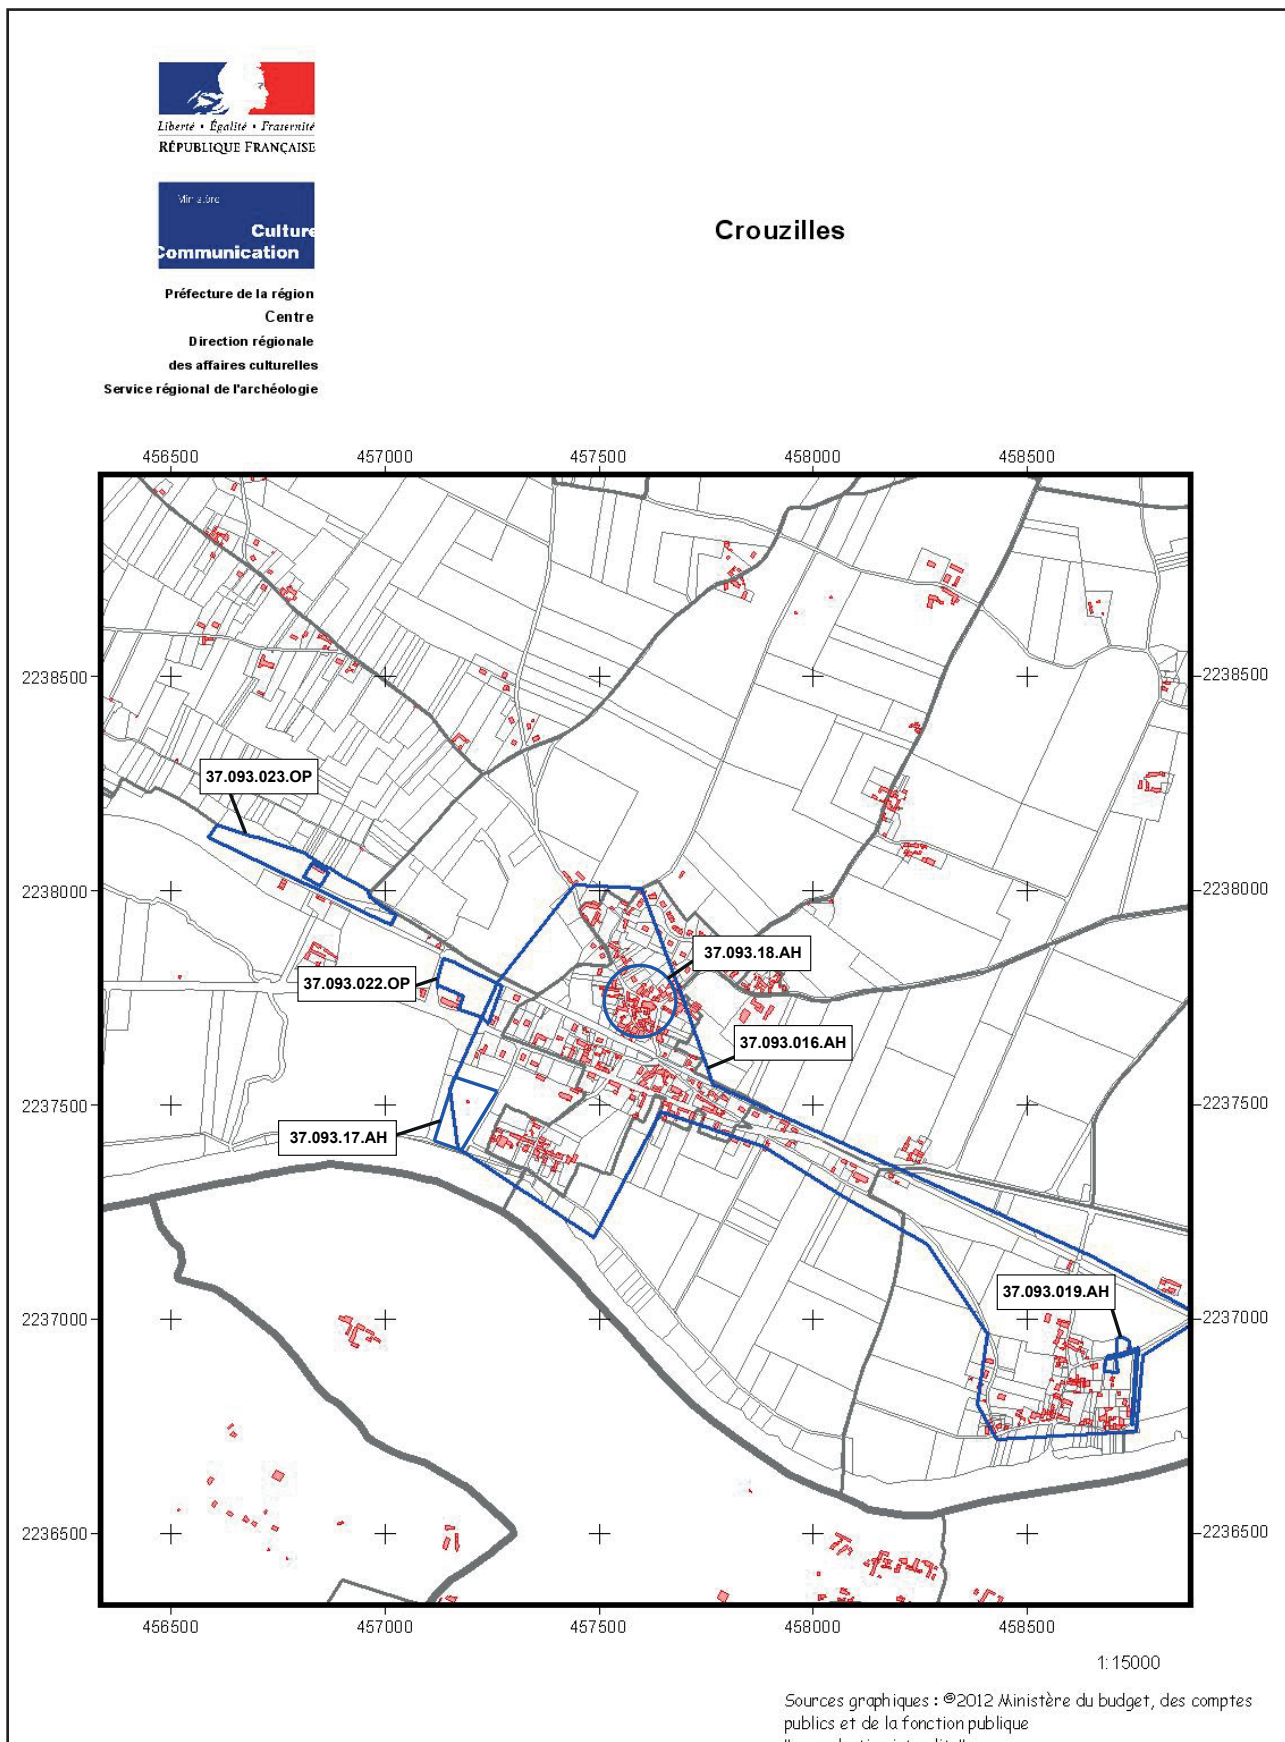 Liberté • Égalité • Fraternité
RÉPUBLIQUE FRANÇAISE
Culture
Communication
Crouzilles
Préfecture de la région
Centre
Direction régionale
des affaires culturelles
Service régional de l'archéologie
456500 457000 457500 458000 458500
2238500 2238500
37.093.023.OP
2238000 2238000
37.093.18.AH
37.093.022.OP
37.093.016.AH
2237500 2237500
37.093.17.AH
37.093.019.AH
2237000 2237000
2236500 2236500
456500 457000 457500 458000 458500
1:15000
Sources graphiques : ©2012 Ministère du budget, des comptes
publics et de la fonction publique